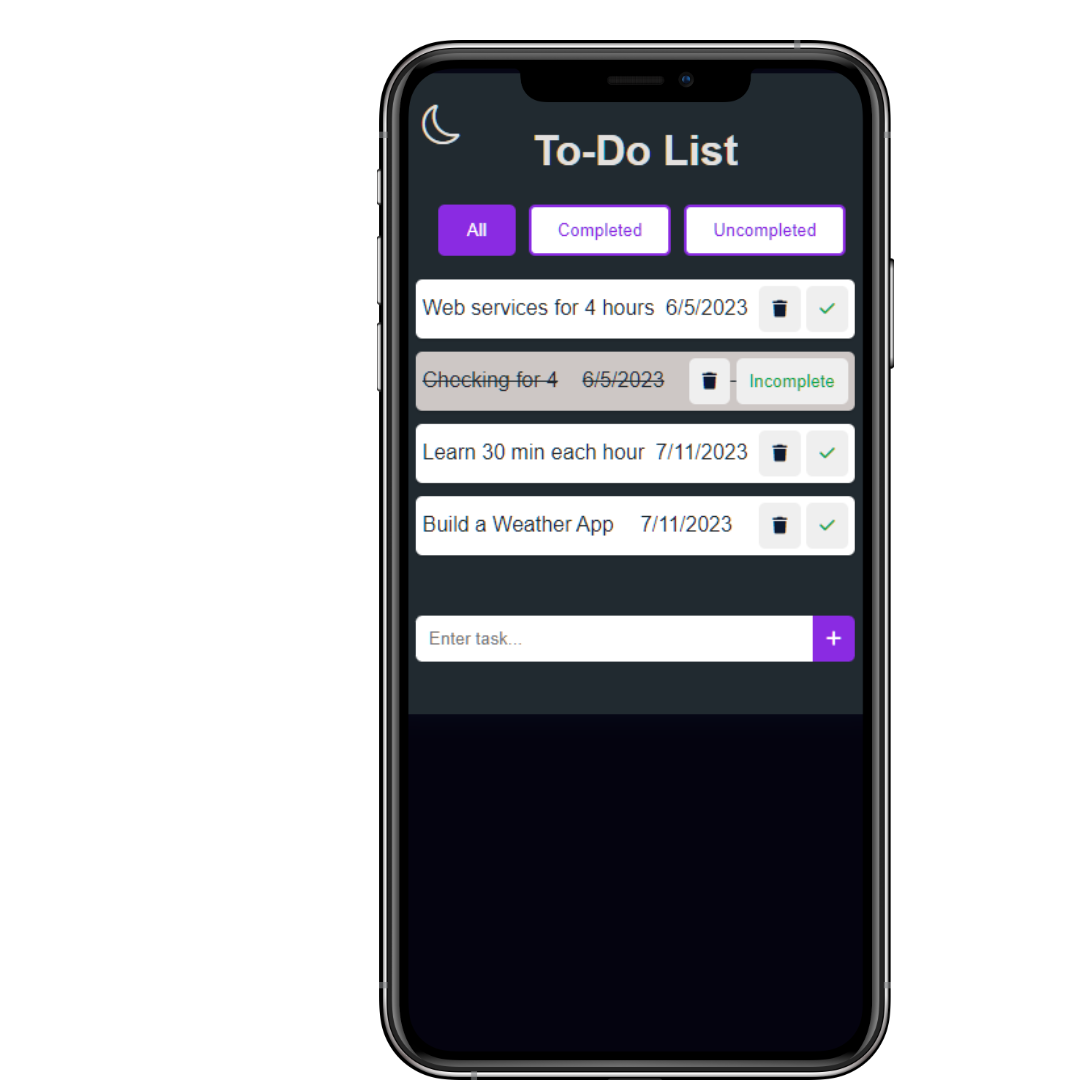 To-Do List
All Completed Uncompleted
Web services for 4 hours 6/5/2023
Checking for 4 6/5/2023 Incomplete
Learn 30 min each hour 7/11/2023
Build a Weather App 7/11/2023
Enter task...